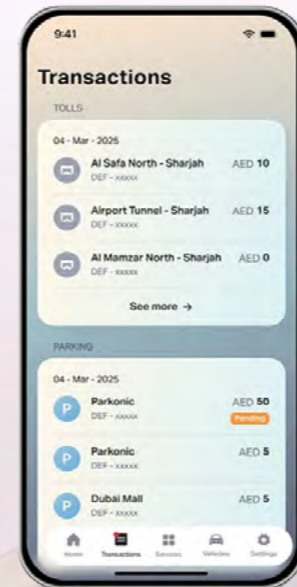 9:41
Transactions
TOLLS
04 - Mar - 2025
Al Safa North - Sharjah AED 10
DEF - xxxxx
Airport Tunnel - Sharjah AED 15
DEF - xxxxx
Al Mamzar North - Sharjah AED 0
DEF - xxxxx
See more →
PARKING
04 - Mar - 2025
P Parkonic AED 50
DEF - xxxxx Pending
P Parkonic AED 5
DEF - xxxxx
P Dubai Mall AED 5
DEF - xxxxx
Home Transactions Services Vehicles Settings